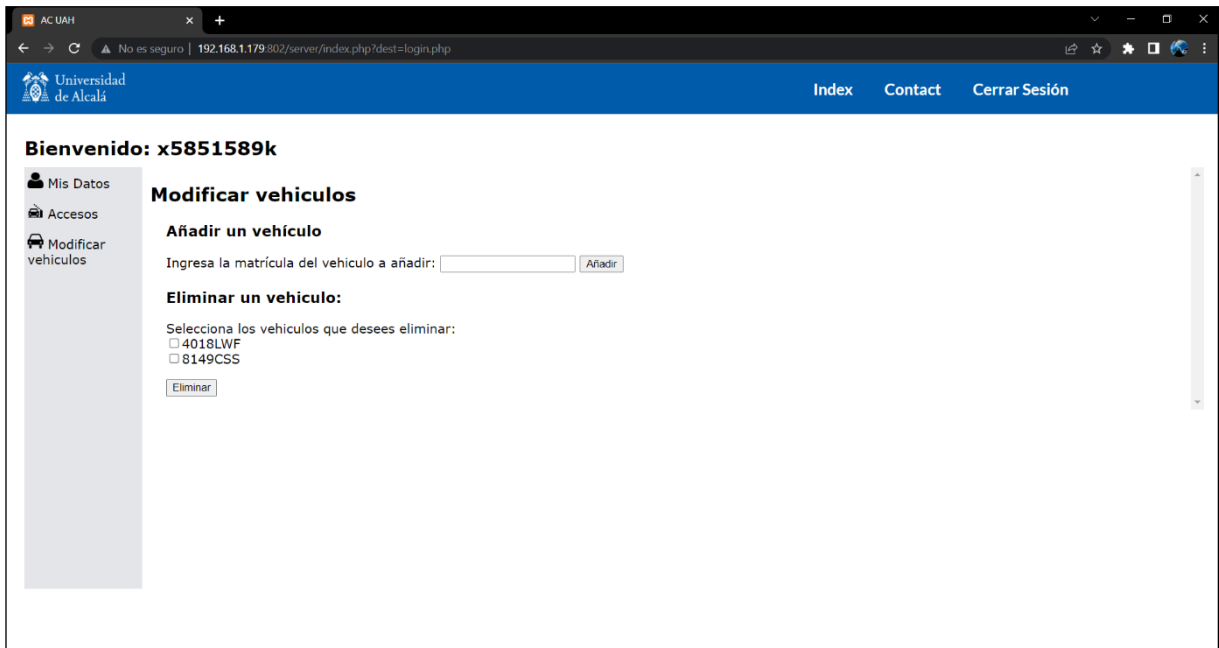 AC UAH
No es seguro | 192.168.1.179:802/server/index.php?dest=login.php
Universidad
de Alcalá
Index Contact Cerrar Sesión
Bienvenido: x5851589k
Mis Datos
Accesos
Modificar
vehiculos
Modificar vehiculos
Añadir un vehículo
Ingresa la matrícula del vehiculo a añadir: Añadir
Eliminar un vehiculo:
Selecciona los vehiculos que desees eliminar:
4018LWF
8149CSS
Eliminar